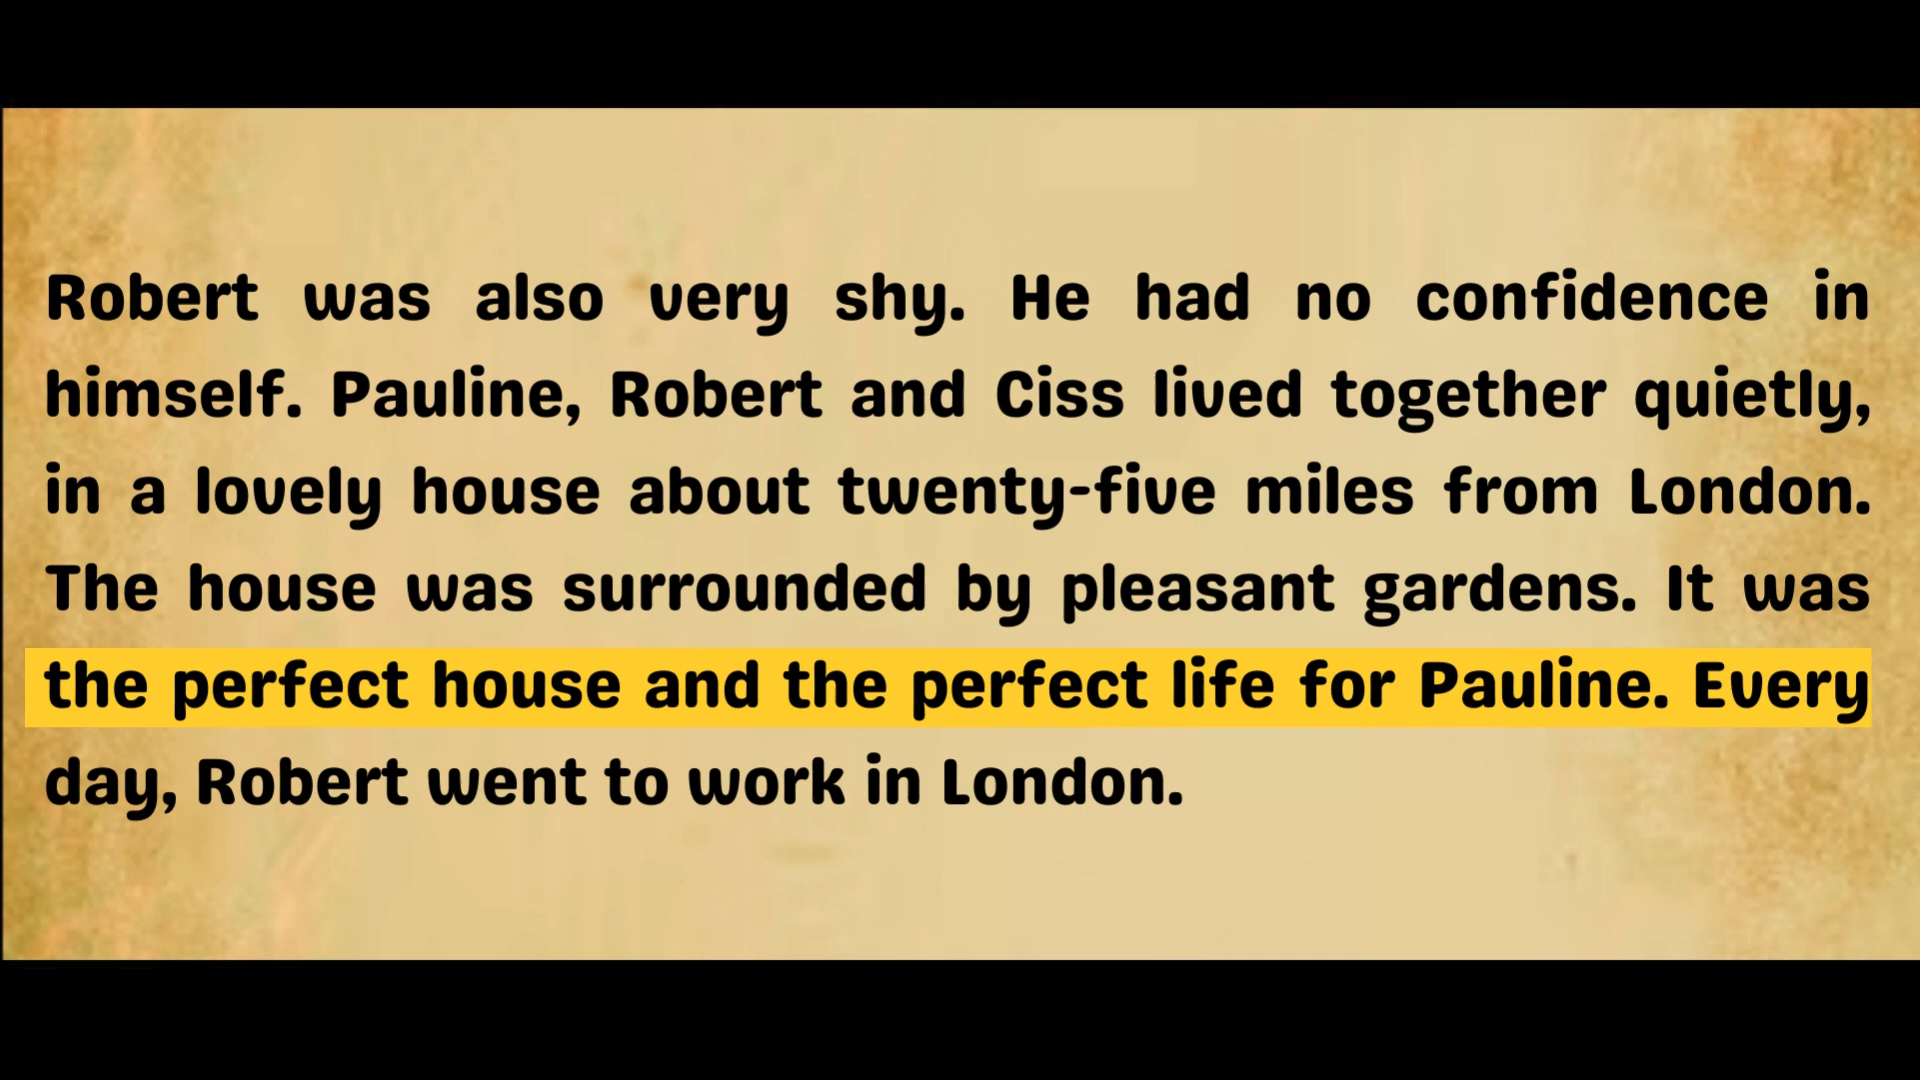 Robert was also very shy. He had no confidence in
himself. Pauline, Robert and Ciss lived together quietly,
in a lovely house about twenty-five miles from London.
The house was surrounded by pleasant gardens. It was
the perfect house and the perfect life for Pauline. Every
day, Robert went to work in London.